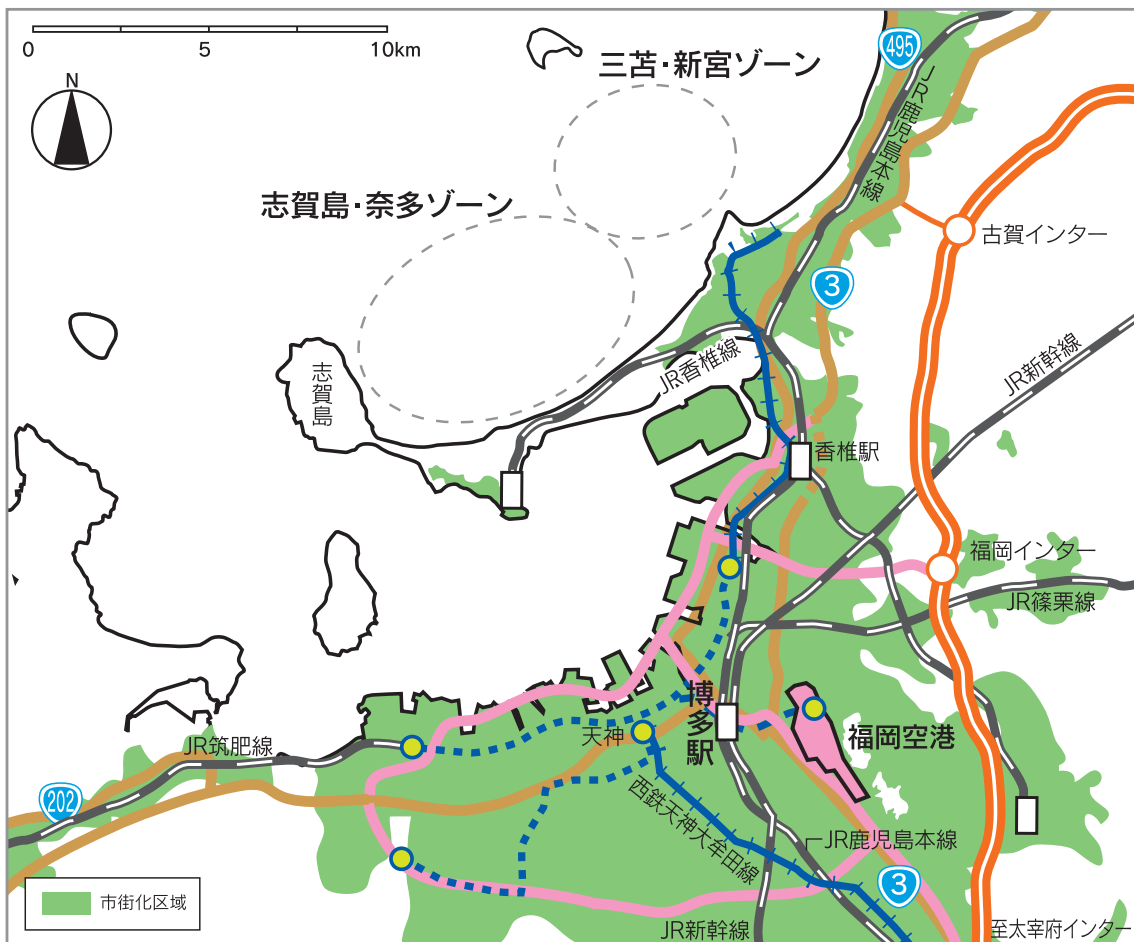 0 5 10km
N
495
三苫・新宮ゾーン
JR鹿児島本線
志賀島・奈多ゾーン
古賀インター
3
JR新幹線
JR香椎線
志賀島
香椎駅
福岡インター
JR篠栗線
博多駅
天神
福岡空港
JR筑肥線
202
西鉄天神大牟田線
JR鹿児島本線
3
市街化区域
JR新幹線
至太宰府インター